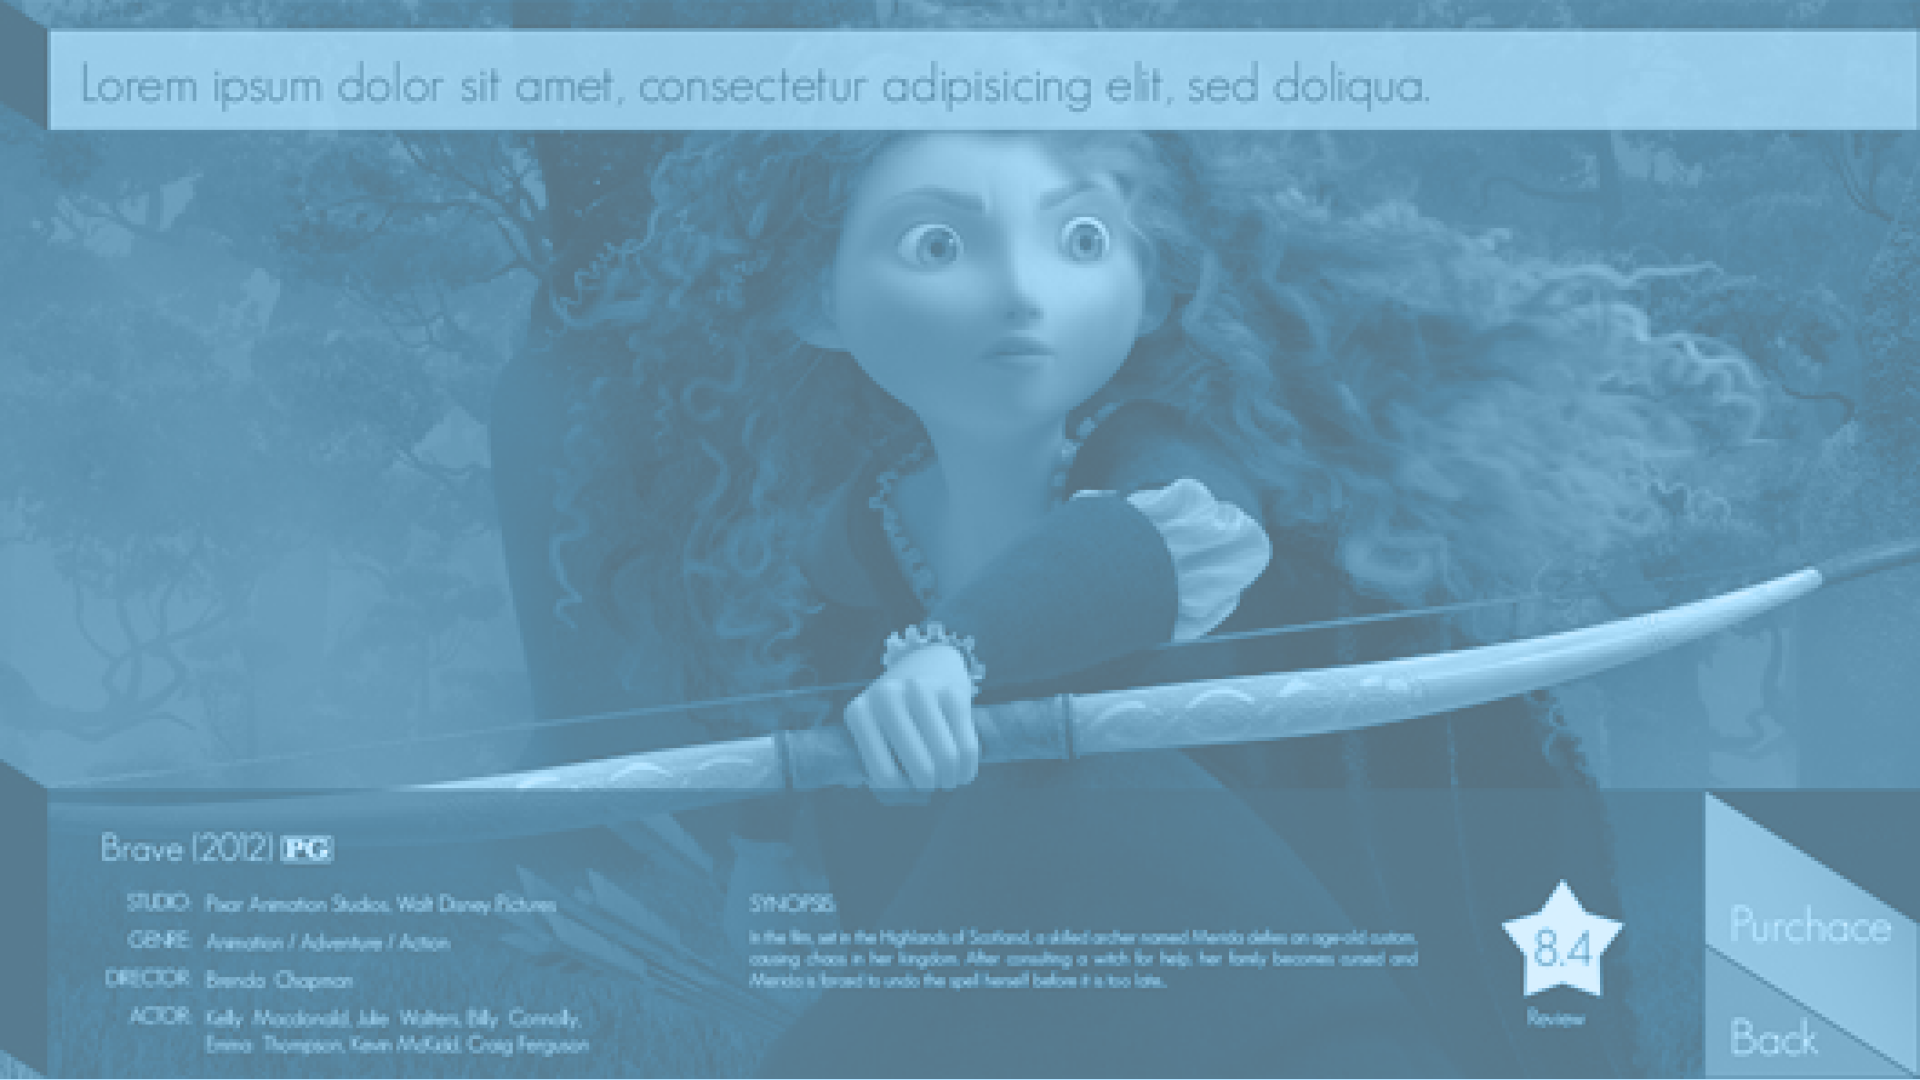 Lorem ipsum dolor sit amet, consectetur adipisicing elit, sed doliqua.
Brave (2012) PG
STUDIO: Pixar Animation Studios, Walt Disney Pictures
GENRE: Animation / Adventure / Action
DIRECTOR: Brenda Chapman
ACTOR: Kelly Macdonald, Julie Walters, Billy Connolly,
Emma Thompson, Kevin McKidd, Craig Ferguson
SYNOPSIS:
In the film, set in the Highlands of Scotland, a skilled archer named Merida defies an age-old custom,
causing chaos in her kingdom. After consulting a witch for help, her family becomes cursed and
Merida is forced to undo the spell herself before it is too late.
8.4
Review
Purchace
Back